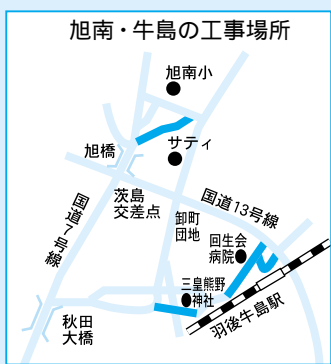 旭南・牛島の工事場所
旭南小
サティ
旭橋
茨島
交差点
国道13号線
国道7号線
卸町
団地
回生会
病院
三皇熊野
神社
羽後牛島駅
秋田
大橋